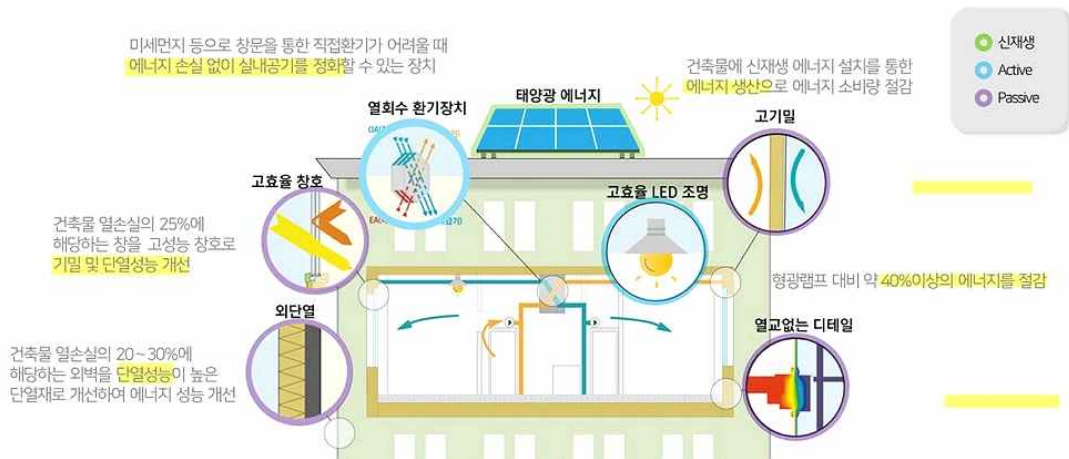 미세먼지 등으로 창문을 통한 직접환기가 어려울 때
에너지 손실 없이 실내공기를 정화할 수 있는 장치
신재생
Active
Passive
건축물에 신재생 에너지 설치를 통한
에너지 생산으로 에너지 소비량 절감
태양광 에너지
열회수 환기장치
고기밀
고효율 창호
고효율 LED 조명
건축물 열손실의 25%에
해당하는 창을 고성능 창호로
기밀 및 단열성능 개선
형광램프 대비 약 40%이상의 에너지를 절감
외단열
열교없는 디테일
건축물 열손실의 20~30%에
해당하는 외벽을 단열성능이 높은
단열재로 개선하여 에너지 성능 개선